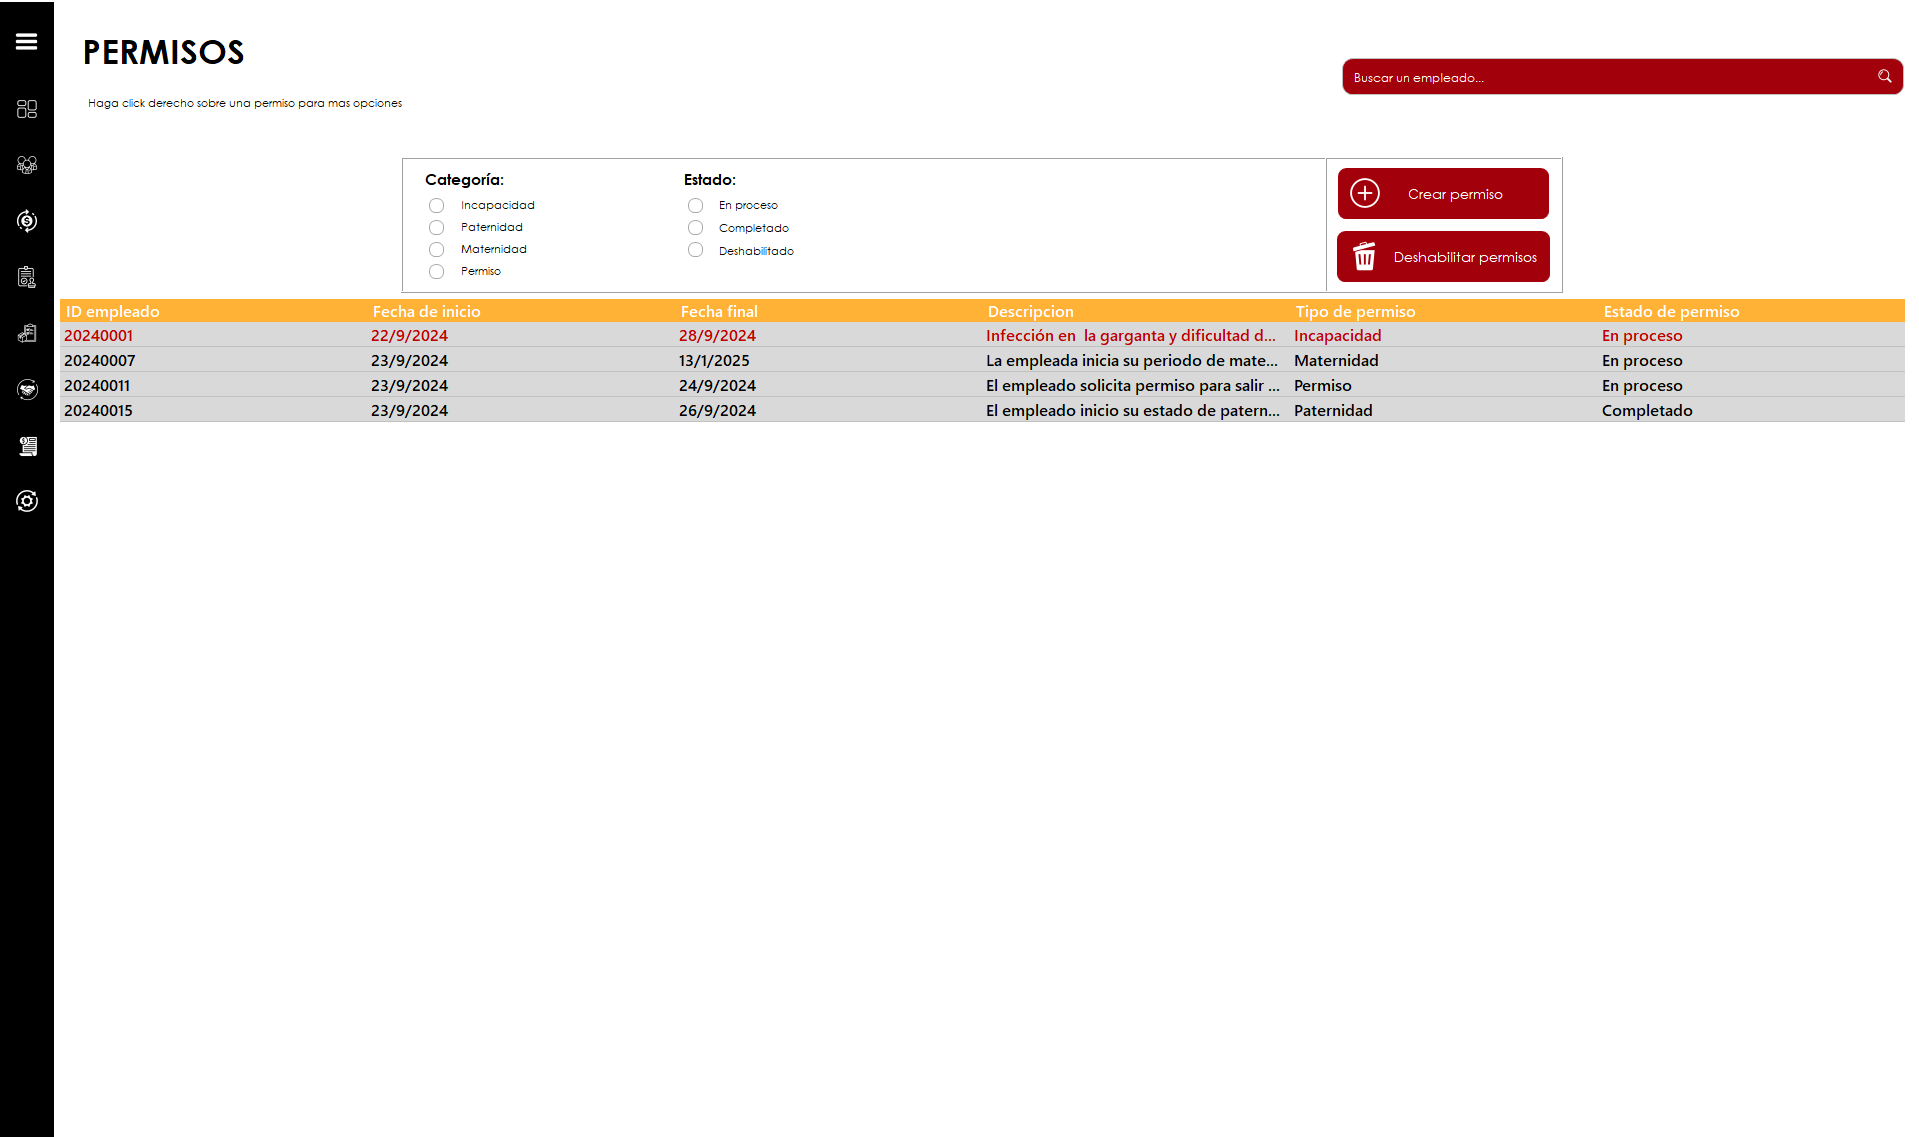 PERMISOS
Buscar un empleado...
Haga click derecho sobre una permiso para mas opciones
Categoría:
Incapacidad
Paternidad
Maternidad
Permiso
Estado:
En proceso
Completado
Deshabilitado
Crear permiso
Deshabilitar permisos
ID empleado Fecha de inicio Fecha final Descripcion Tipo de permiso Estado de permiso
20240001 22/9/2024 28/9/2024 Infección en  la garganta y dificultad d... Incapacidad En proceso
20240007 23/9/2024 13/1/2025 La empleada inicia su periodo de mate... Maternidad En proceso
20240011 23/9/2024 24/9/2024 El empleado solicita permiso para salir ... Permiso En proceso
20240015 23/9/2024 26/9/2024 El empleado inicio su estado de patern... Paternidad Completado